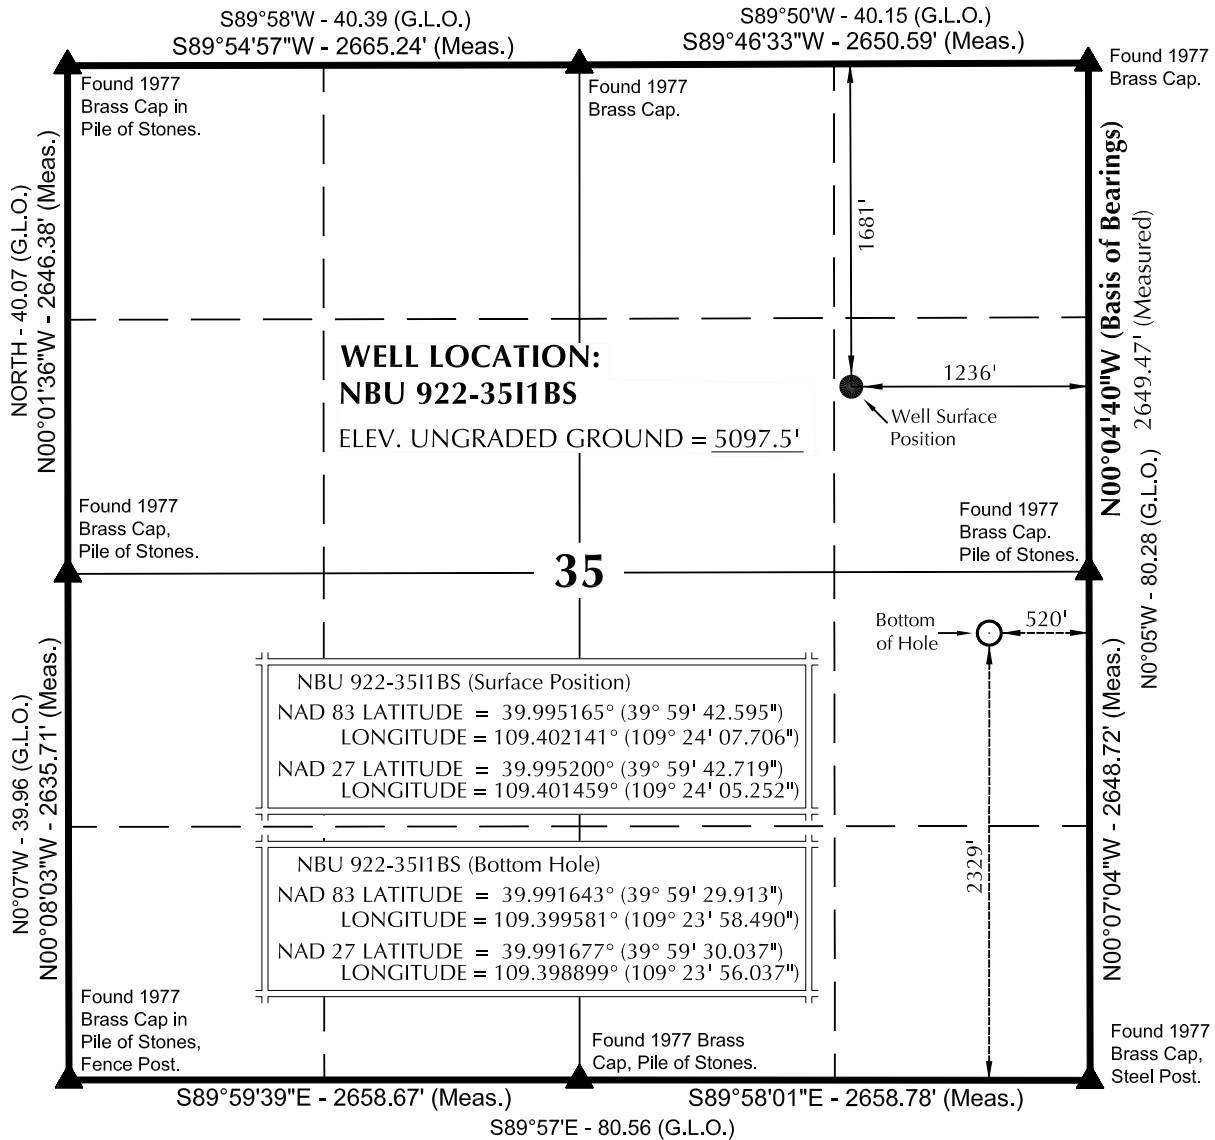 S89°58'W - 40.39 (G.L.O.)
S89°54'57"W - 2665.24' (Meas.)
S89°50'W - 40.15 (G.L.O.)
S89°46'33"W - 2650.59' (Meas.)
Found 1977
Brass Cap in
Pile of Stones.
Found 1977
Brass Cap.
Found 1977
Brass Cap.
NORTH - 40.07 (G.L.O.)
N00°01'36"W - 2646.38' (Meas.)
1681'
N00°04'40"W (Basis of Bearings)
2649.47' (Measured)
WELL LOCATION:
NBU 922-35I1BS
ELEV. UNGRADED GROUND = 5097.5'
1236'
Well Surface
Position
Found 1977
Brass Cap,
Pile of Stones.
Found 1977
Brass Cap.
Pile of Stones.
35
N0°05'W - 80.28 (G.L.O.)
Bottom
of Hole
520'
NBU 922-35I1BS (Surface Position)
NAD 83 LATITUDE = 39.995165° (39° 59' 42.595")
LONGITUDE = 109.402141° (109° 24' 07.706")
NAD 27 LATITUDE = 39.995200° (39° 59' 42.719")
LONGITUDE = 109.401459° (109° 24' 05.252")
NBU 922-35I1BS (Bottom Hole)
NAD 83 LATITUDE = 39.991643° (39° 59' 29.913")
LONGITUDE = 109.399581° (109° 23' 58.490")
NAD 27 LATITUDE = 39.991677° (39° 59' 30.037")
LONGITUDE = 109.398899° (109° 23' 56.037")
N0°07'W - 39.96 (G.L.O.)
N00°08'03"W - 2635.71' (Meas.)
2329'
N00°07'04"W - 2648.72' (Meas.)
Found 1977
Brass Cap in
Pile of Stones,
Fence Post.
Found 1977 Brass
Cap, Pile of Stones.
Found 1977
Brass Cap,
Steel Post.
S89°59'39"E - 2658.67' (Meas.)
S89°58'01"E - 2658.78' (Meas.)
S89°57'E - 80.56 (G.L.O.)